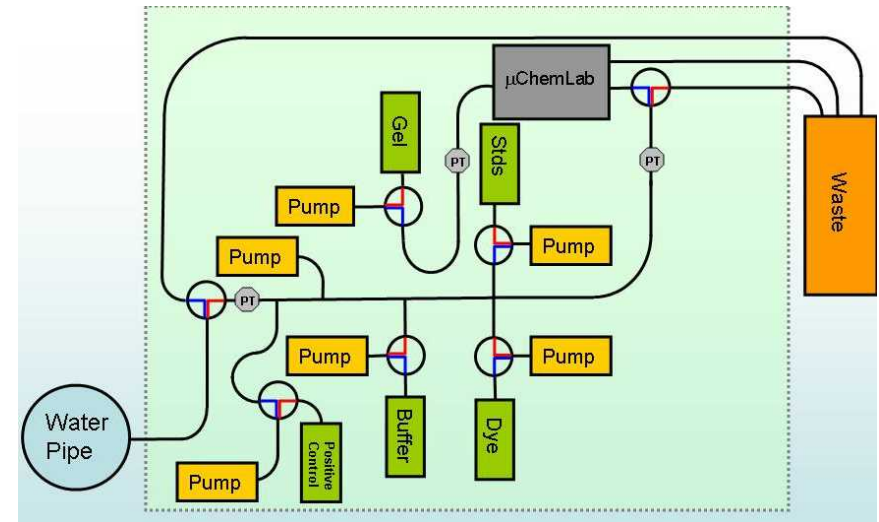 μChemLab
PT
PT
Gel
Stds
Waste
Pump
Pump
Pump
PT
Pump
Pump
Water
Pipe
Buffer
Dye
Positive
Control
Pump